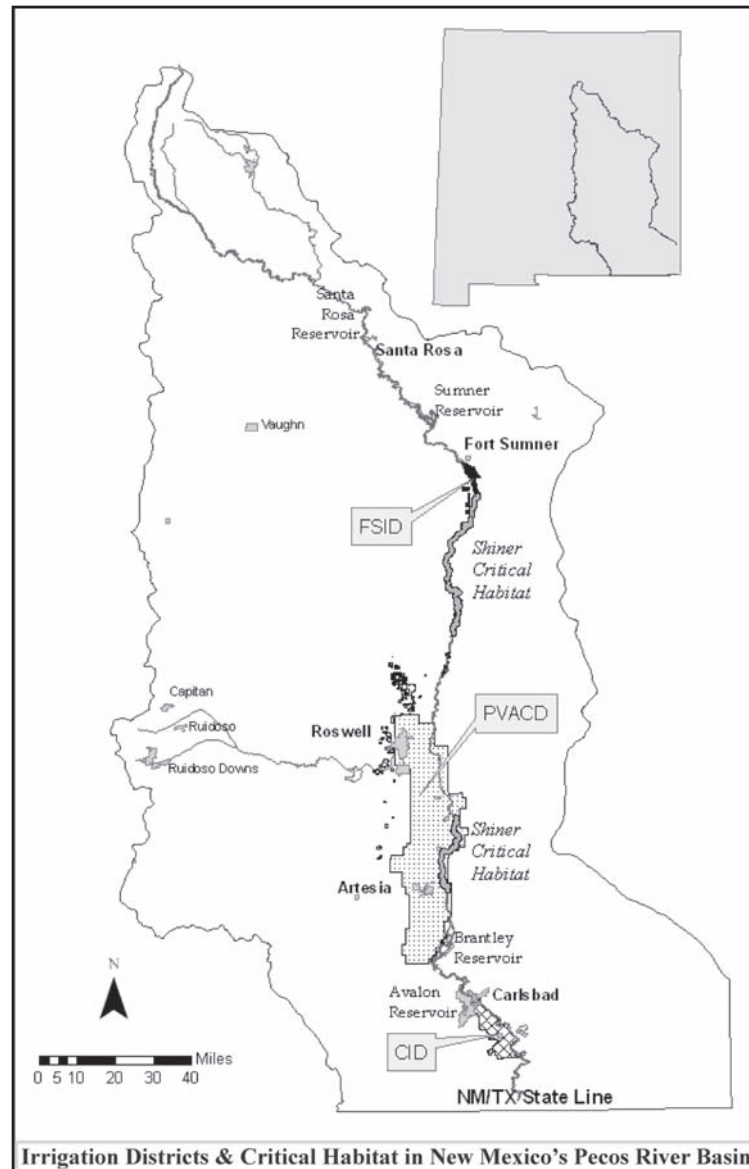 Santa
Rosa
Reservoir
Santa Rosa
Sumner
Reservoir
Vaughn
Fort Sumner
FSID
Shiner
Critical
Habitat
Capitan
PVACD
Roswell
Ruidoso
Ruidoso Downs
Shiner
Critical
Habitat
Artesia
Brantley
Reservoir
N
Avalon
Reservoir
Carlsbad
Miles
0 5 10 20 30 40
CID
NM/TX State Line
Irrigation Districts & Critical Habitat in New Mexico's Pecos River Basin